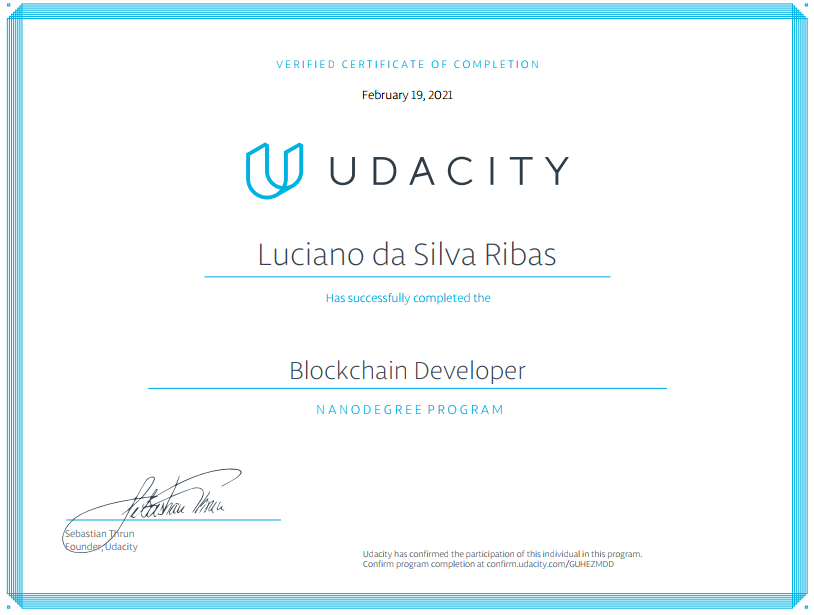 VERIFIED CERTIFICATE OF COMPLETION
February 19, 2021
UDACITY
Luciano da Silva Ribas
Has successfully completed the
Blockchain Developer
NANODEGREE PROGRAM
Sebastian Thrun
Sebastian Thrun
Founder, Udacity
Udacity has confirmed the participation of this individual in this program.
Confirm program completion at confirm.udacity.com/GUHEZMDD